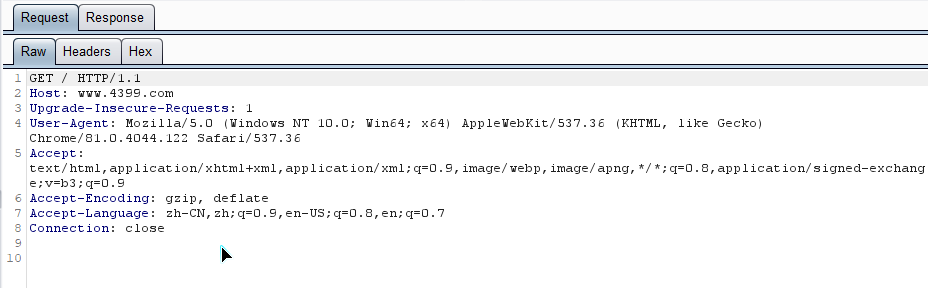 Request Response
Raw Headers Hex
1 GET / HTTP/1.1
2 Host: www.4399.com
3 Upgrade-Insecure-Requests: 1
4 User-Agent: Mozilla/5.0 (Windows NT 10.0; Win64; x64) AppleWebKit/537.36 (KHTML, like Gecko)
Chrome/81.0.4044.122 Safari/537.36
5 Accept:
text/html,application/xhtml+xml,application/xml;q=0.9,image/webp,image/apng,*/*;q=0.8,application/signed-exchang
e;v=b3;q=0.9
6 Accept-Encoding: gzip, deflate
7 Accept-Language: zh-CN,zh;q=0.9,en-US;q=0.8,en;q=0.7
8 Connection: close
9
10